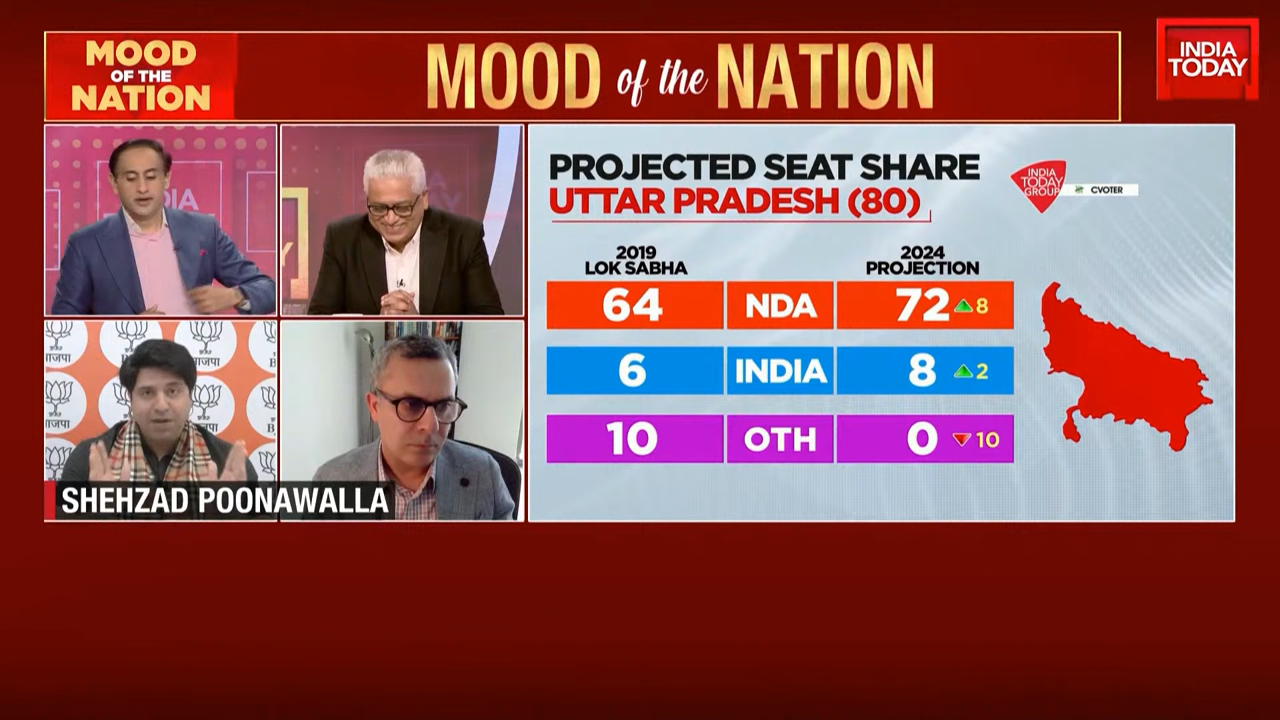 MOOD
OF THE
NATION
MOOD of the NATION
INDIA
TODAY
PROJECTED SEAT SHARE
UTTAR PRADESH (80)
INDIA
TODAY
GROUP
CVOTER
2019
LOK SABHA
2024
PROJECTION
64 NDA 72 8
6 INDIA 8 2
10 OTH 0 10
SHEHZAD POONAWALLA